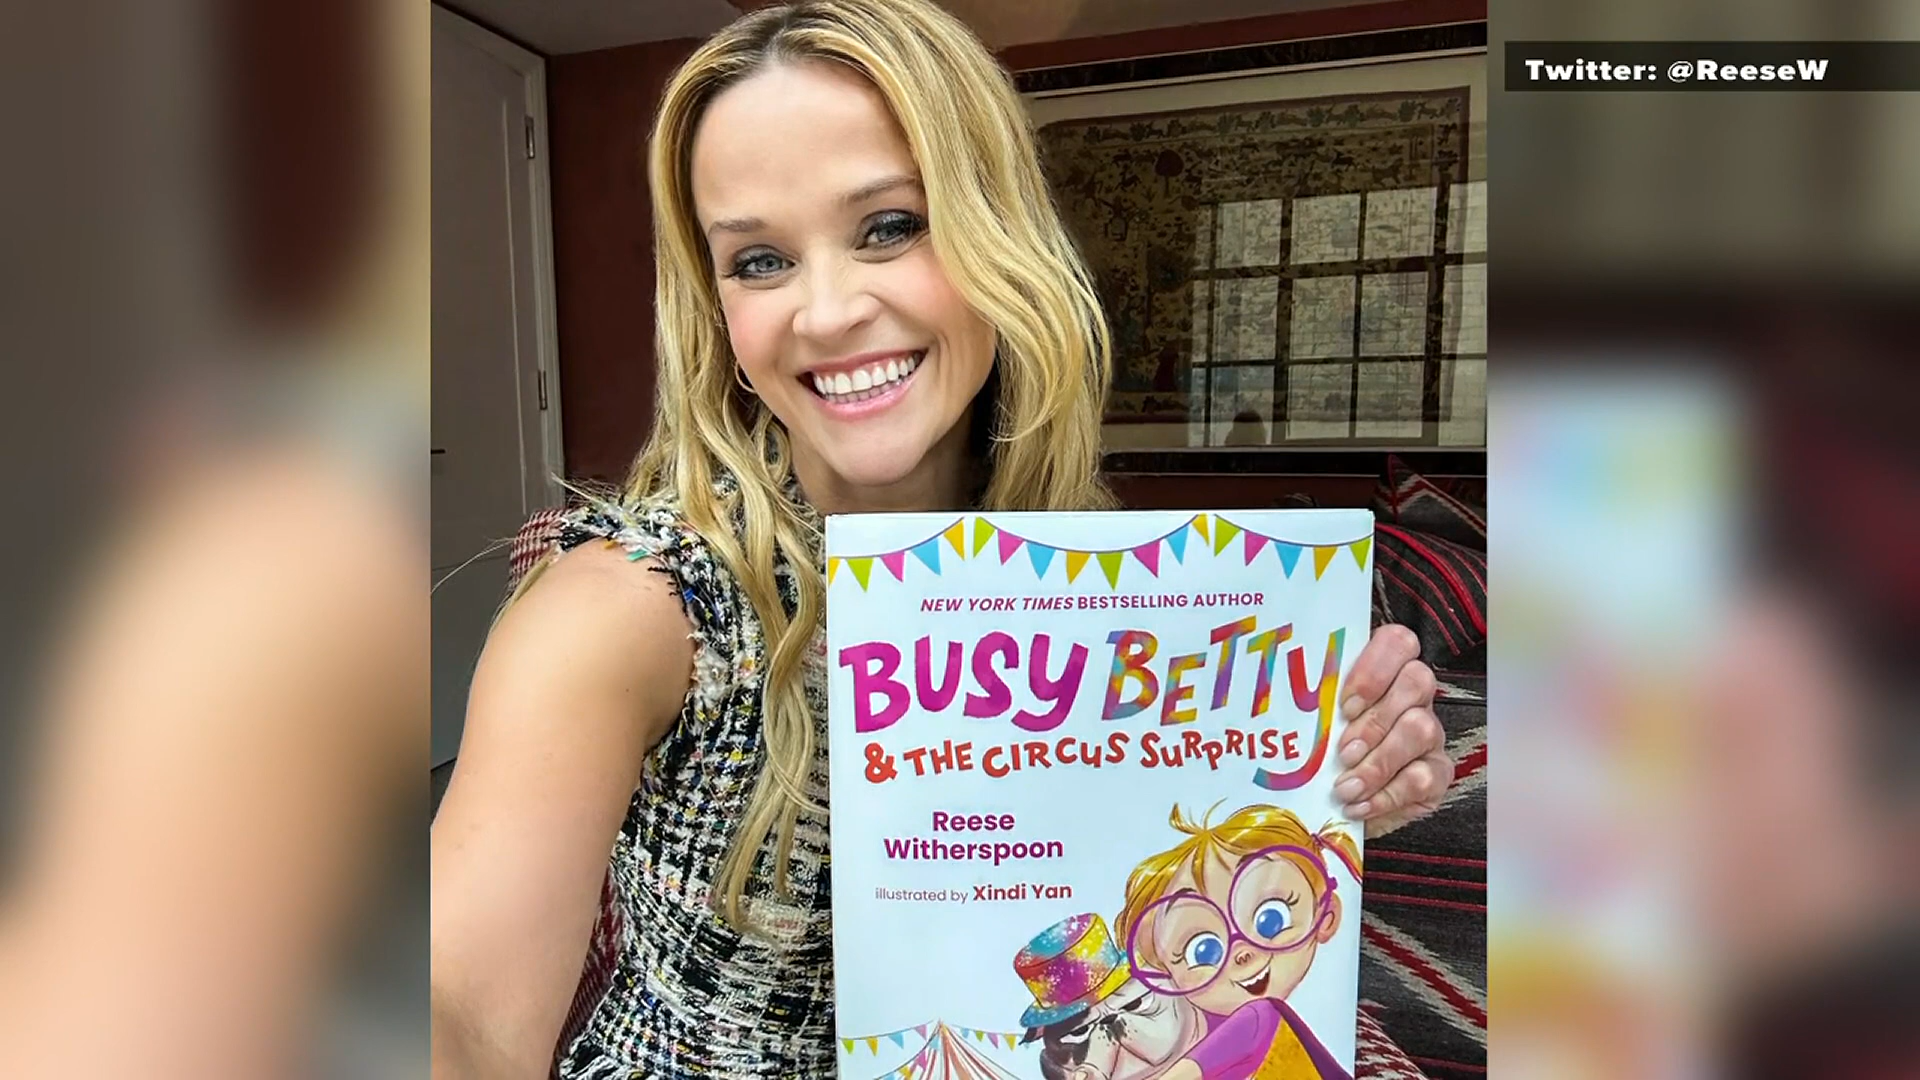 Twitter: @ReeseW
NEW YORK TIMES BESTSELLING AUTHOR
BUSY BETTY
& THE CIRCUS SURPRISE
Reese
Witherspoon
illustrated by Xindi Yan